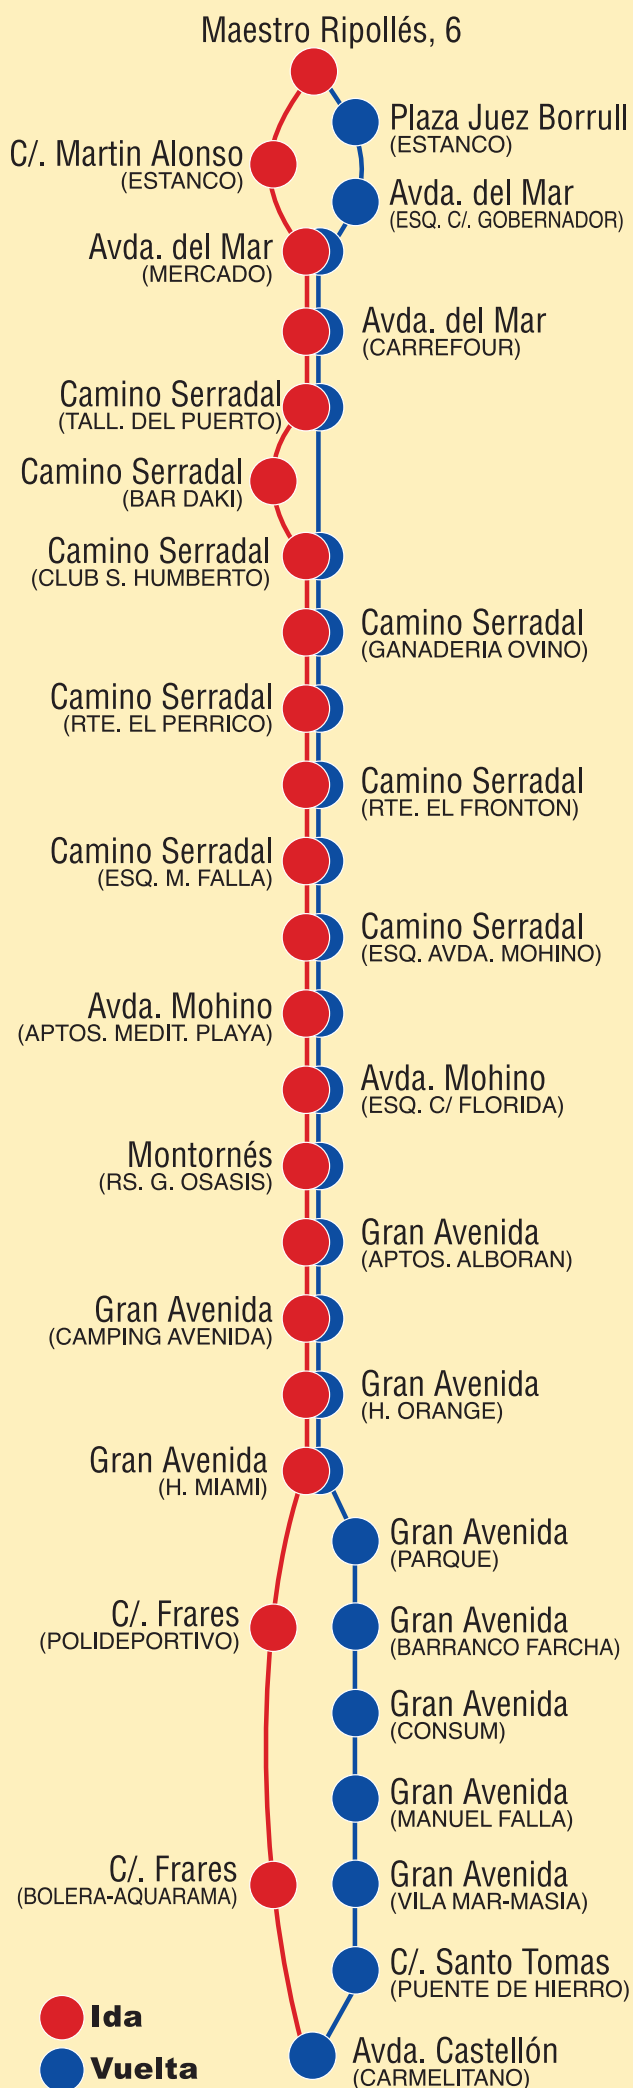 Maestro Ripollés, 6
Plaza Juez Borrull
(ESTANCO)
C/. Martin Alonso
(ESTANCO)
Avda. del Mar
(ESQ. C/. GOBERNADOR)
Avda. del Mar
(MERCADO)
Avda. del Mar
(CARREFOUR)
Camino Serradal
(TALL. DEL PUERTO)
Camino Serradal
(BAR DAKI)
Camino Serradal
(CLUB S. HUMBERTO)
Camino Serradal
(GANADERIA OVINO)
Camino Serradal
(RTE. EL PERRICO)
Camino Serradal
(RTE. EL FRONTON)
Camino Serradal
(ESQ. M. FALLA)
Camino Serradal
(ESQ. AVDA. MOHINO)
Avda. Mohino
(APTOS. MEDIT. PLAYA)
Avda. Mohino
(ESQ. C/ FLORIDA)
Montornés
(RS. G. OSASIS)
Gran Avenida
(APTOS. ALBORAN)
Gran Avenida
(CAMPING AVENIDA)
Gran Avenida
(H. ORANGE)
Gran Avenida
(H. MIAMI)
Gran Avenida
(PARQUE)
C/. Frares
(POLIDEPORTIVO)
Gran Avenida
(BARRANCO FARCHA)
Gran Avenida
(CONSUM)
Gran Avenida
(MANUEL FALLA)
C/. Frares
(BOLERA-AQUARAMA)
Gran Avenida
(VILA MAR-MASIA)
C/. Santo Tomas
(PUENTE DE HIERRO)
Ida
Vuelta
Avda. Castellón
(CARMELITANO)